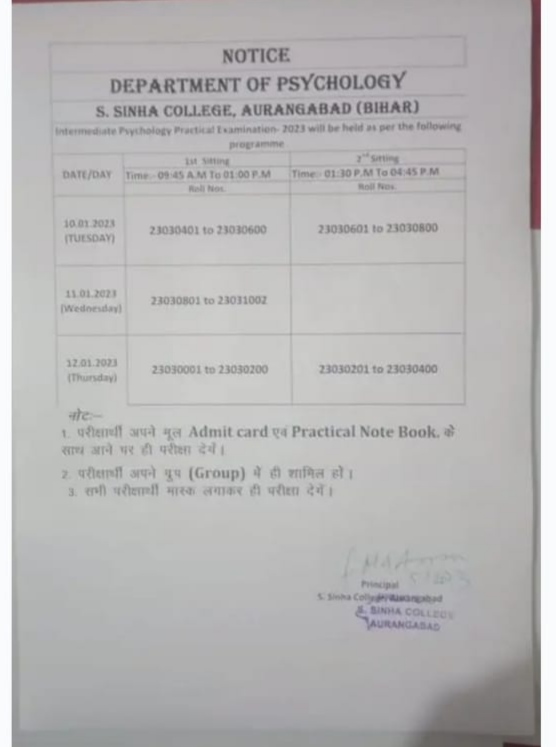 NOTICE
DEPARTMENT OF PSYCHOLOGY
S. SINHA COLLEGE, AURANGABAD (BIHAR)
Intermediate Psychology Practical Examination- 2023 will be held as per the following
programme
DATE/DAY
1st Sitting
2nd Sitting
Time:- 09:45 A.M To 01:00 P.M
Time:- 01:30 P.M To 04:45 P.M
Roll Nos.
Roll Nos.
10.01.2023
(TUESDAY)
23030401 to 23030600
23030601 to 23030800
11.01.2023
(Wednesday)
23030801 to 23031002
12.01.2023
(Thursday)
23030001 to 23030200
23030201 to 23030400
नोटः–
1. परीक्षार्थी अपने मूल Admit card एवं Practical Note Book. के
साथ आने पर ही परीक्षा देगें।
2. परीक्षार्थी अपने ग्रुप (Group) में ही शामिल हों।
3. सभी परीक्षार्थी मास्क लगाकर ही परीक्षा देगें।
Principal
S. Sinha College, Aurangabad
S. SINHA COLLEGE
AURANGABAD